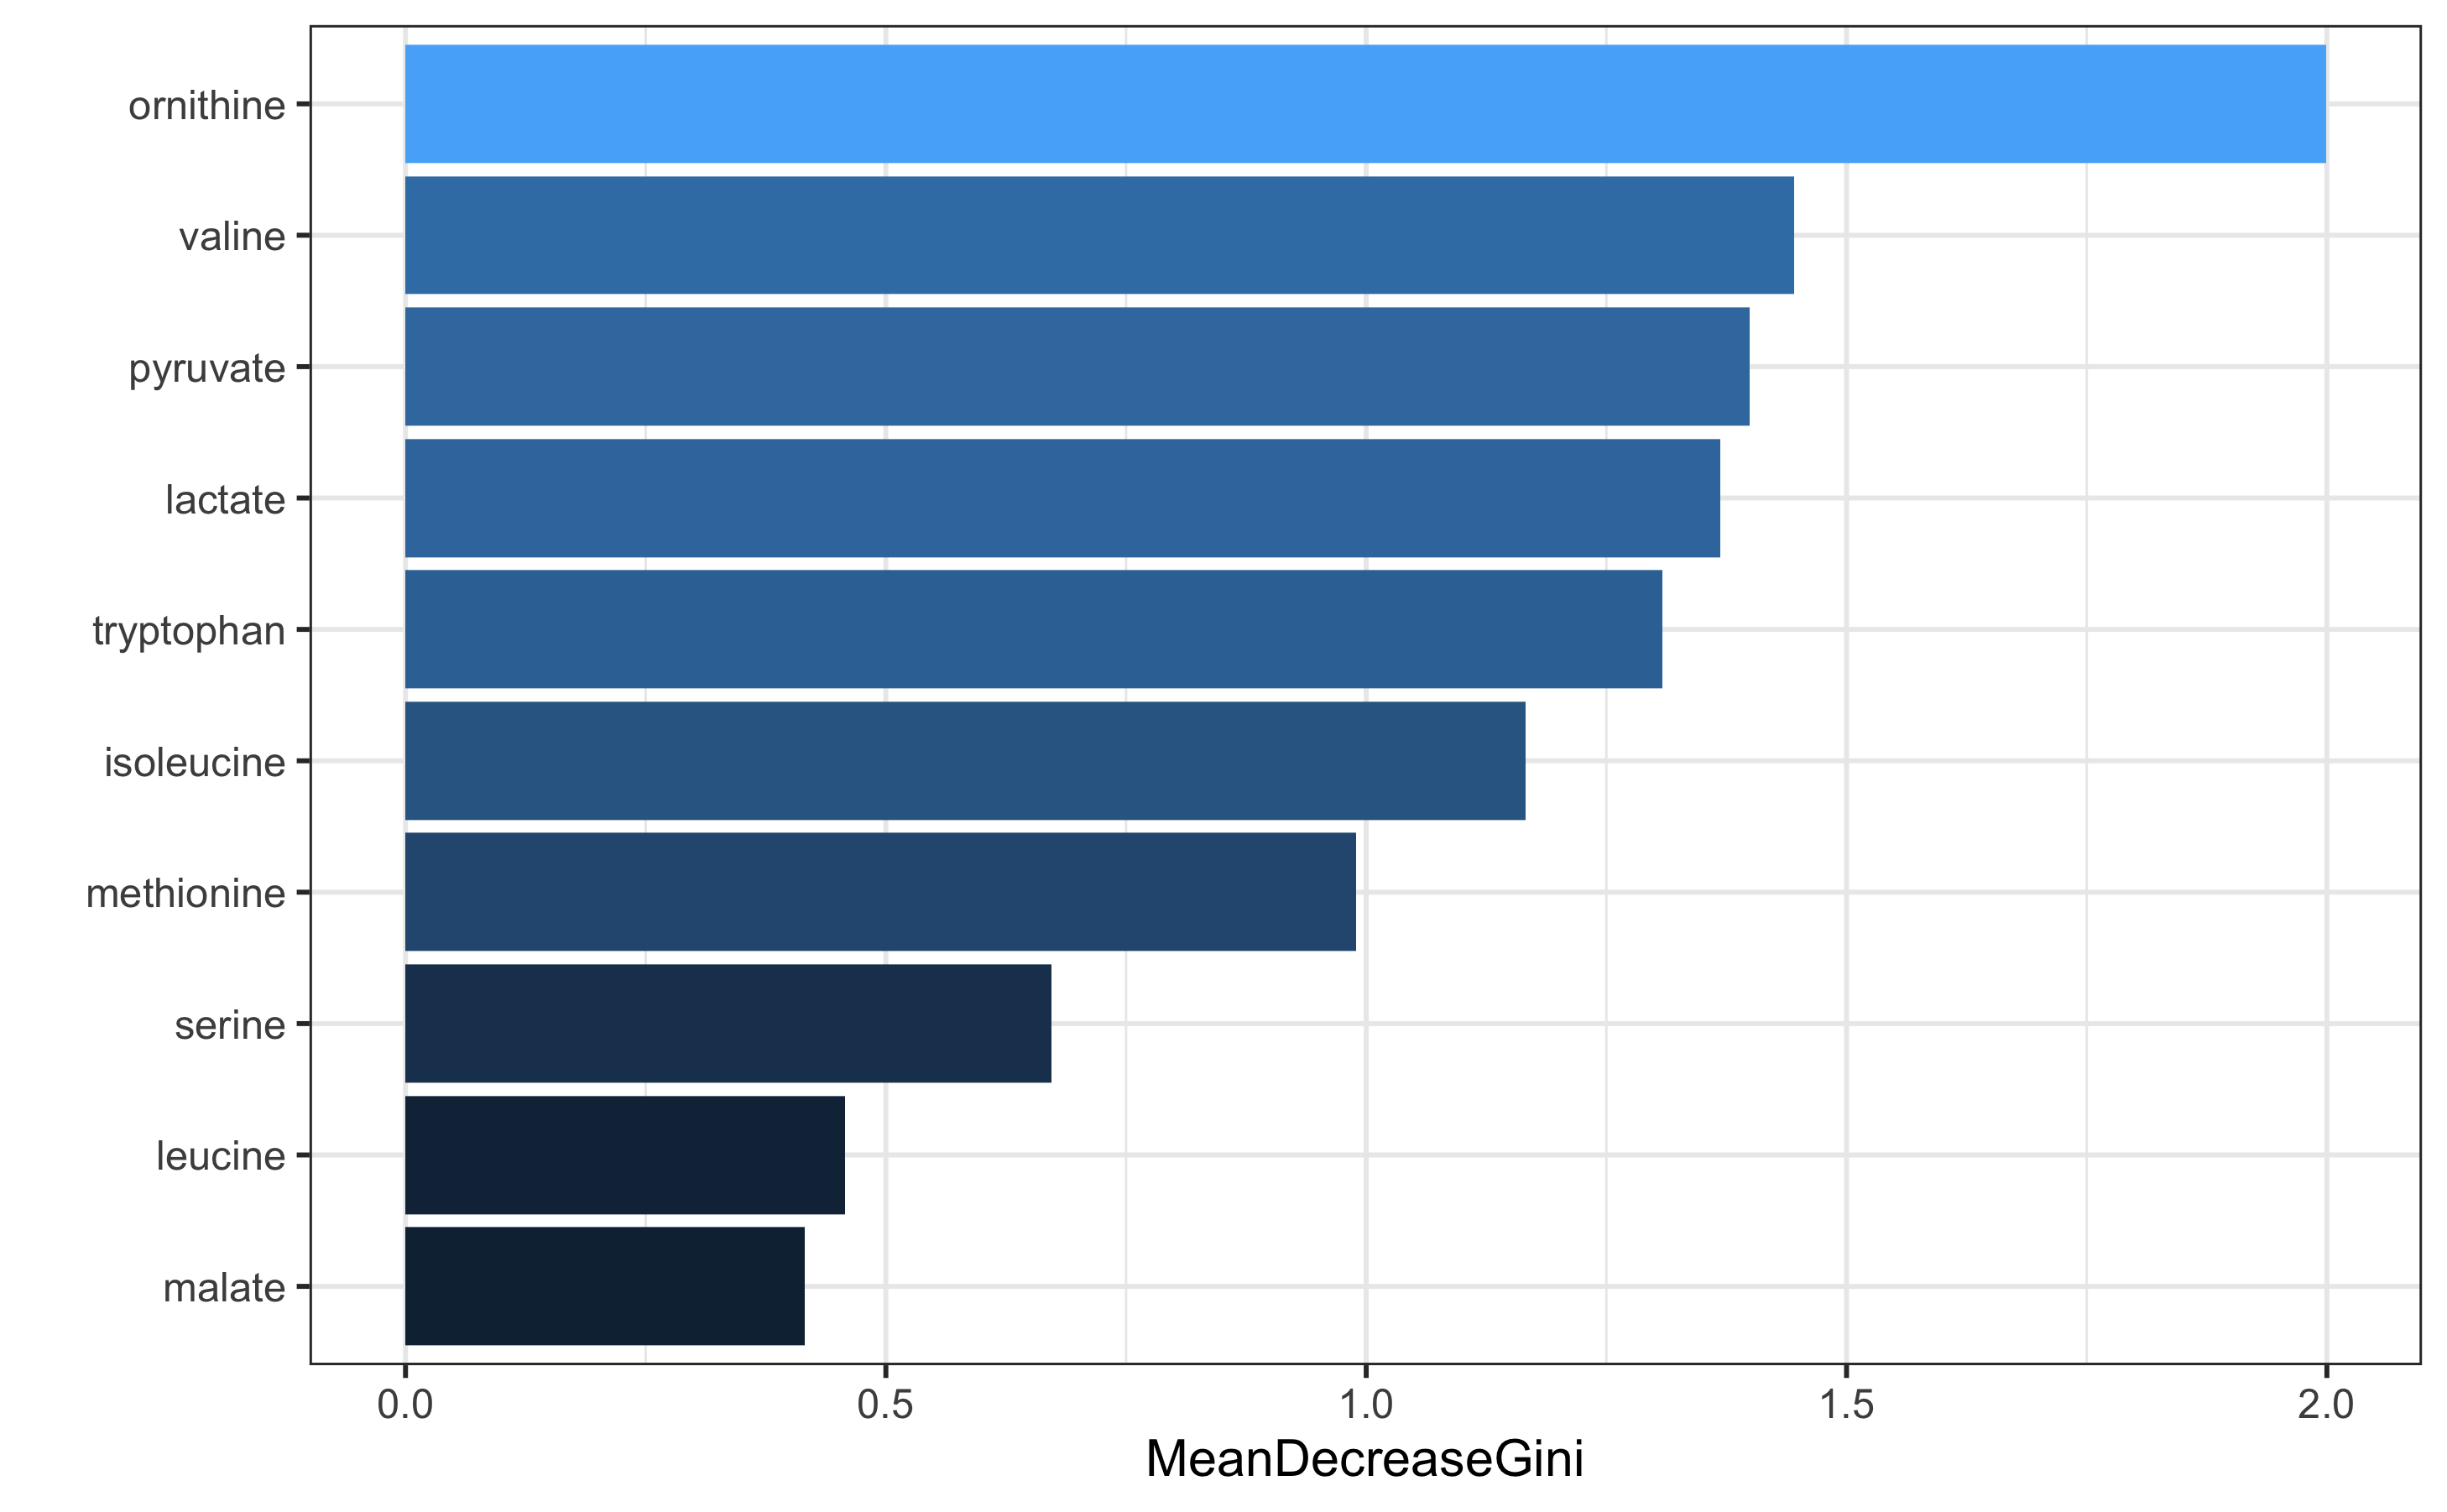 ornithine
valine
pyruvate
lactate
tryptophan
isoleucine
methionine
serine
leucine
malate
0.0 0.5 1.0 1.5 2.0
MeanDecreaseGini